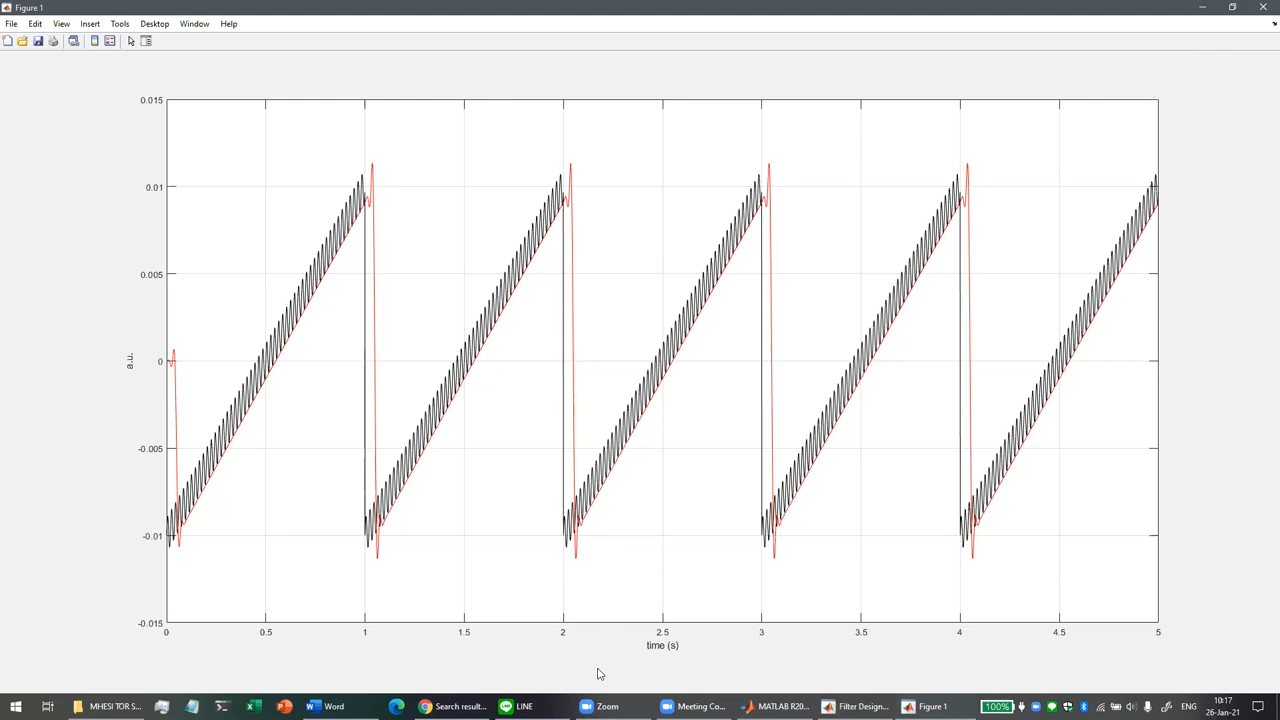 Figure 1
File Edit View Insert Tools Desktop Window Help
0.015
0.01
0.005
0
-0.005
-0.01
-0.015
a.u.
0 0.5 1 1.5 2 2.5 3 3.5 4 4.5 5
time (s)
MHESI TOR S... Word Search result... LINE Zoom Meeting Co... MATLAB R20... Filter Design... Figure 1 100% ENG 10:17
26-Jan-21